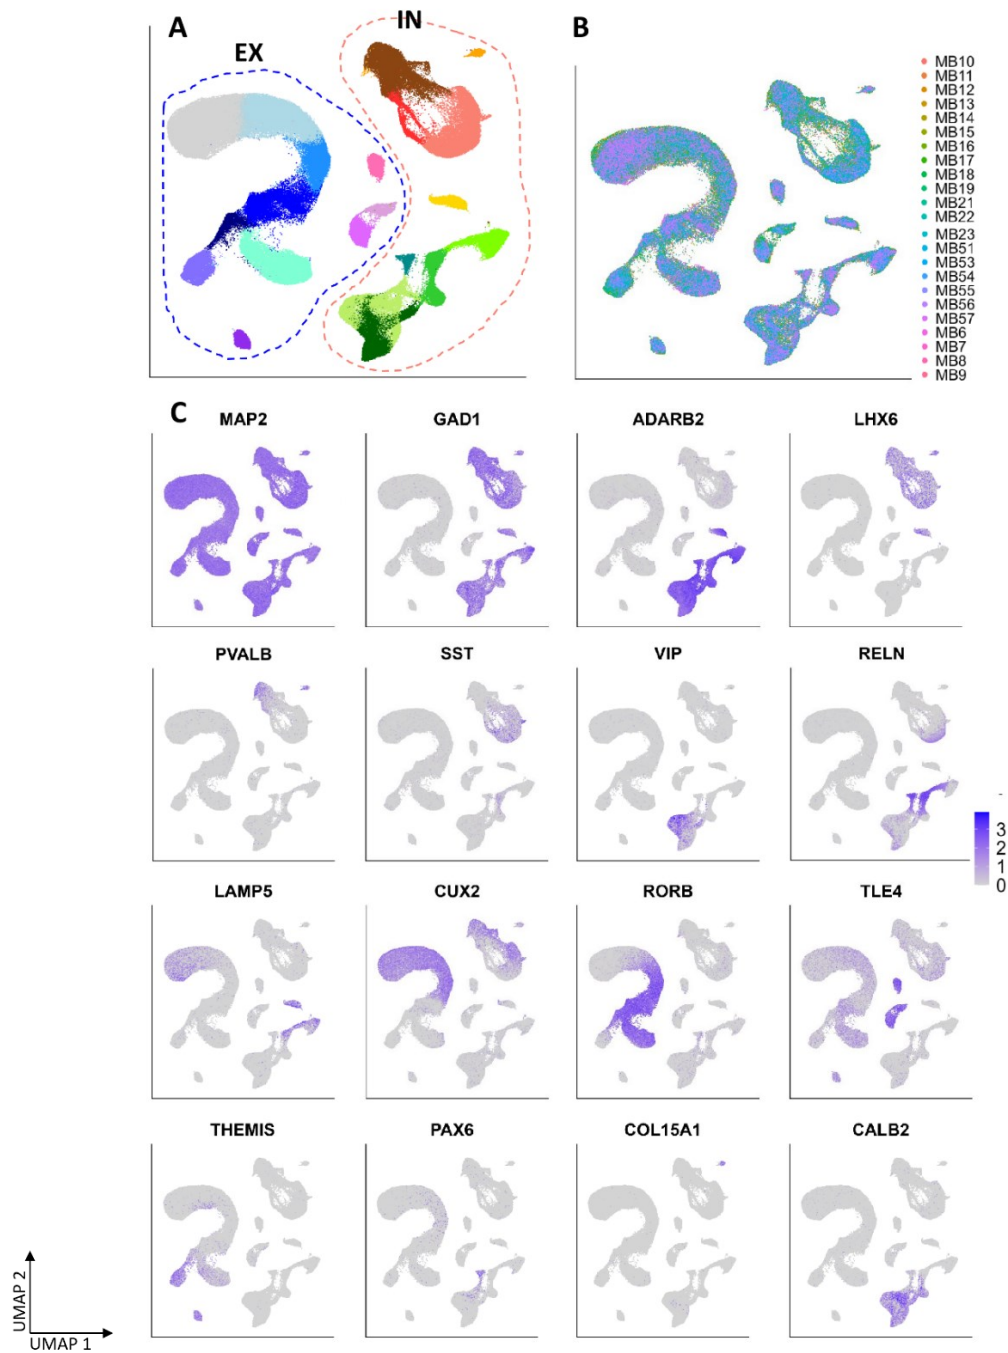 A
IN
EX
B
MB10
MB11
MB12
MB13
MB14
MB15
MB16
MB17
MB18
MB19
MB21
MB22
MB23
MB51
MB53
MB54
MB55
MB56
MB57
MB6
MB7
MB8
MB9
C
MAP2
GAD1
ADARB2
LHX6
PVALB
SST
VIP
RELN
-
3
2
1
0
LAMP5
CUX2
RORB
TLE4
THEMIS
PAX6
COL15A1
CALB2
UMAP 2
UMAP 1